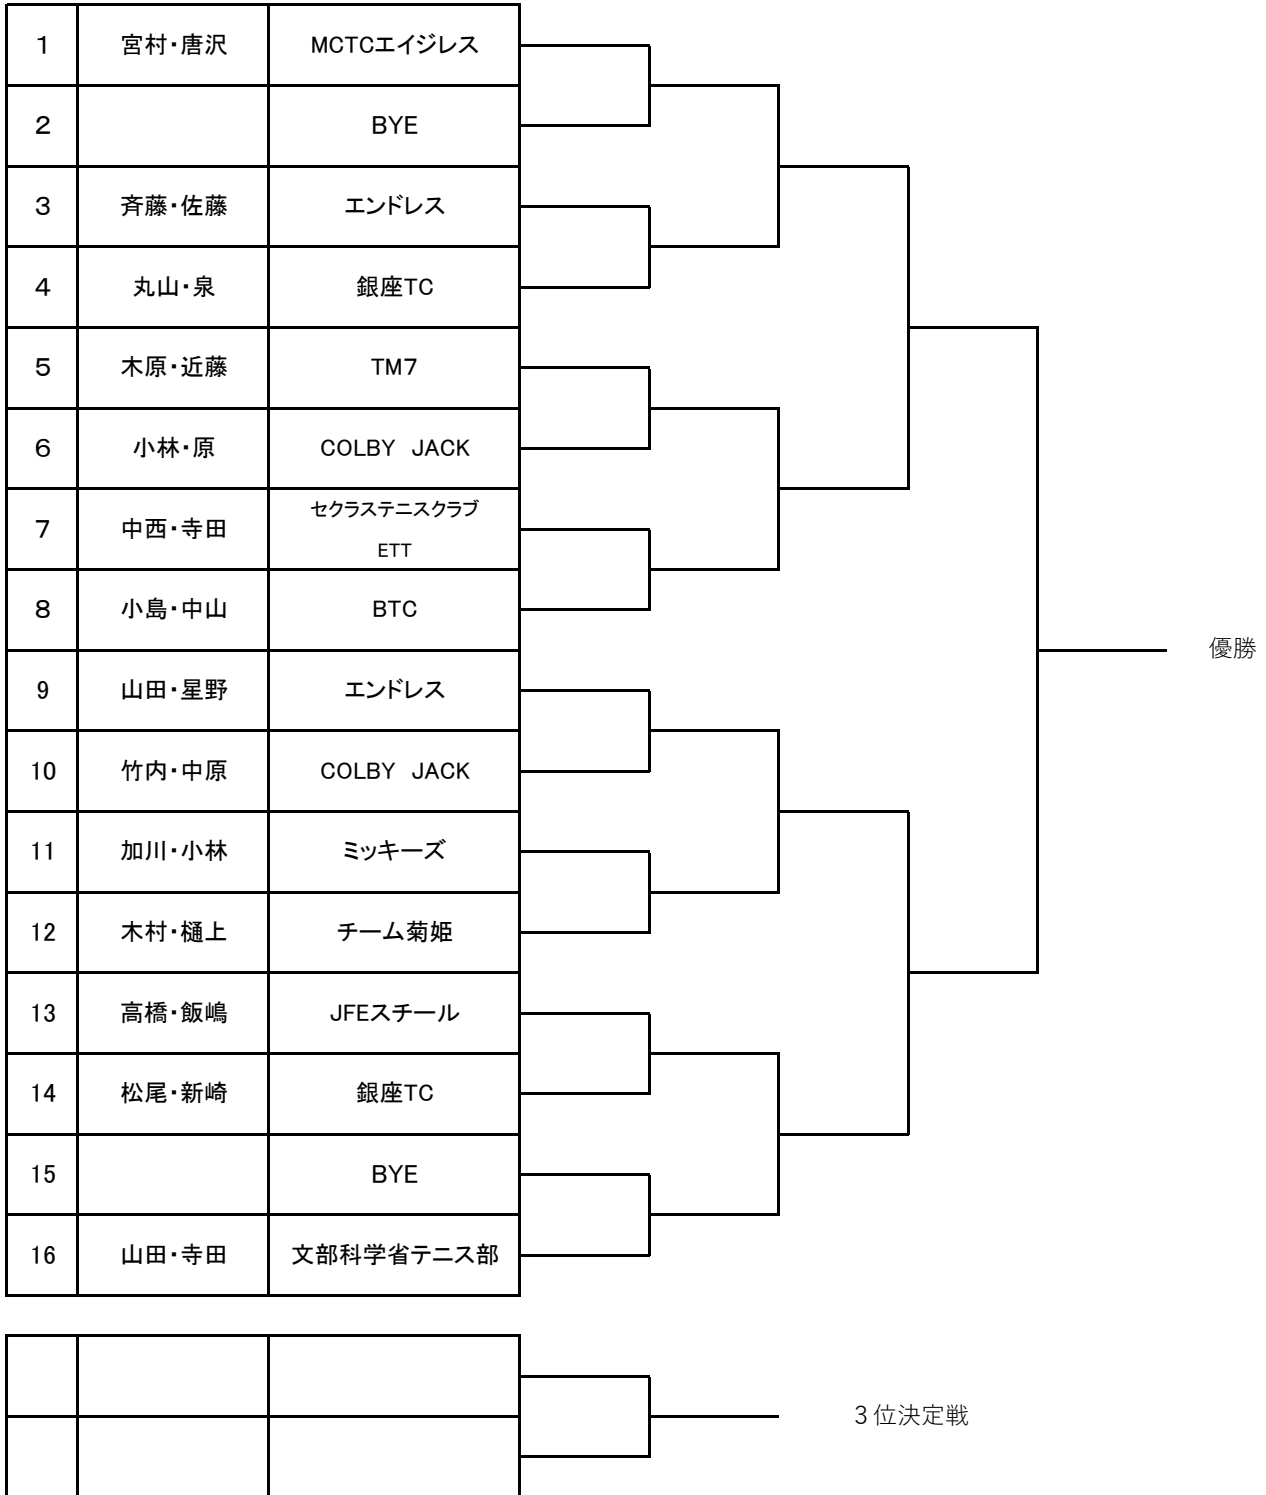 1 宮村・唐沢 MCTCエイジレス
2 BYE
3 斉藤・佐藤 エンドレス
4 丸山・泉 銀座TC
5 木原・近藤 TM7
6 小林・原 COLBY　JACK
7 中西・寺田 セクラステニスクラブ
ETT
8 小島・中山 BTC
優勝
9 山田・星野 エンドレス
10 竹内・中原 COLBY　JACK
11 加川・小林 ミッキーズ
12 木村・樋上 チーム菊姫
13 高橋・飯嶋 JFEスチール
14 松尾・新崎 銀座TC
15 BYE
16 山田・寺田 文部科学省テニス部
３位決定戦